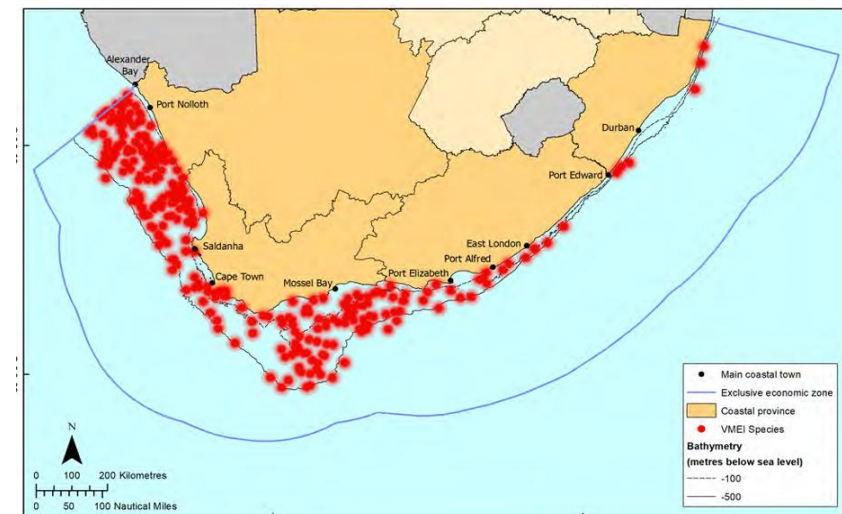 Alexander
Bay
Port Nolloth
Durban
Port Edward
East London
Port Alfred
Port Elizabeth
Saldanha
Cape Town
Mossel Bay
N
0 100 200 Kilometres
0 50 100 Nautical Miles
Main coastal town
Exclusive economic zone
Coastal province
VMEI Species
Bathymetry
(metres below sea level)
-100
-500